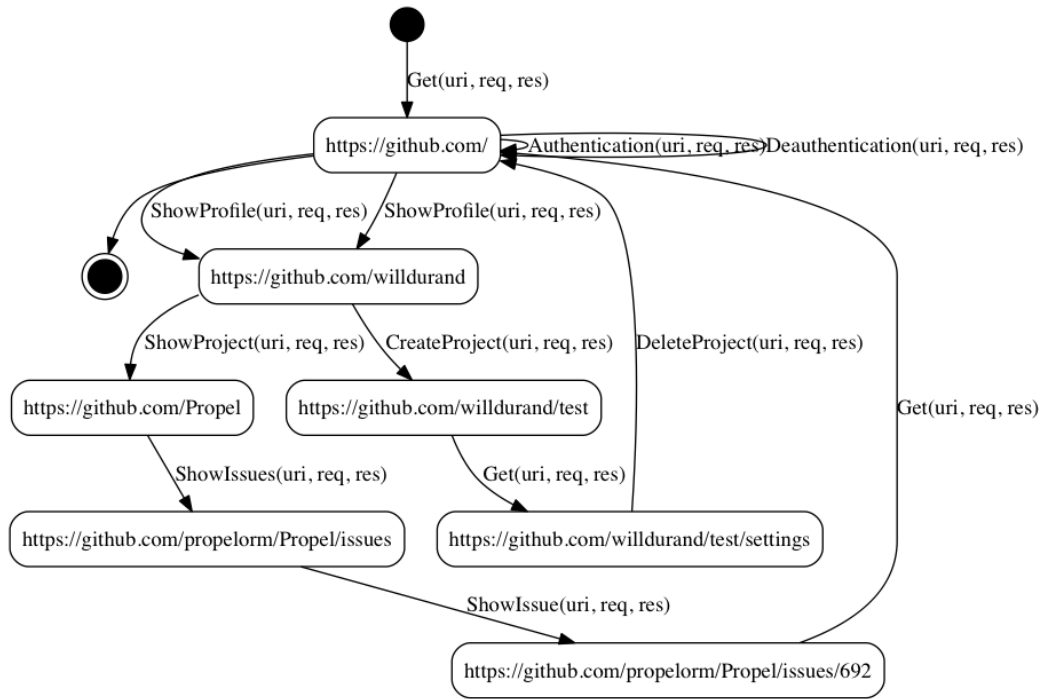 Get(uri, req, res)
https://github.com/
Authentication(uri, req, res)
Deauthentication(uri, req, res)
ShowProfile(uri, req, res)
ShowProfile(uri, req, res)
https://github.com/willdurand
ShowProject(uri, req, res)
CreateProject(uri, req, res)
DeleteProject(uri, req, res)
https://github.com/Propel
https://github.com/willdurand/test
Get(uri, req, res)
ShowIssues(uri, req, res)
Get(uri, req, res)
https://github.com/propelorm/Propel/issues
https://github.com/willdurand/test/settings
ShowIssue(uri, req, res)
https://github.com/propelorm/Propel/issues/692